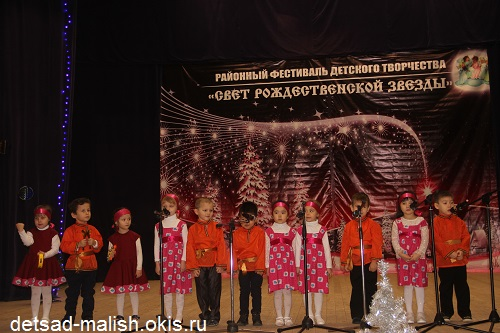 РАЙОННЫЙ ФЕСТИВАЛЬ ДЕТСКОГО ТВОРЧЕСТВА
«СВЕТ РОЖДЕСТВЕНСКОЙ ЗВЕЗДЫ»
detsad-malish.okis.ru